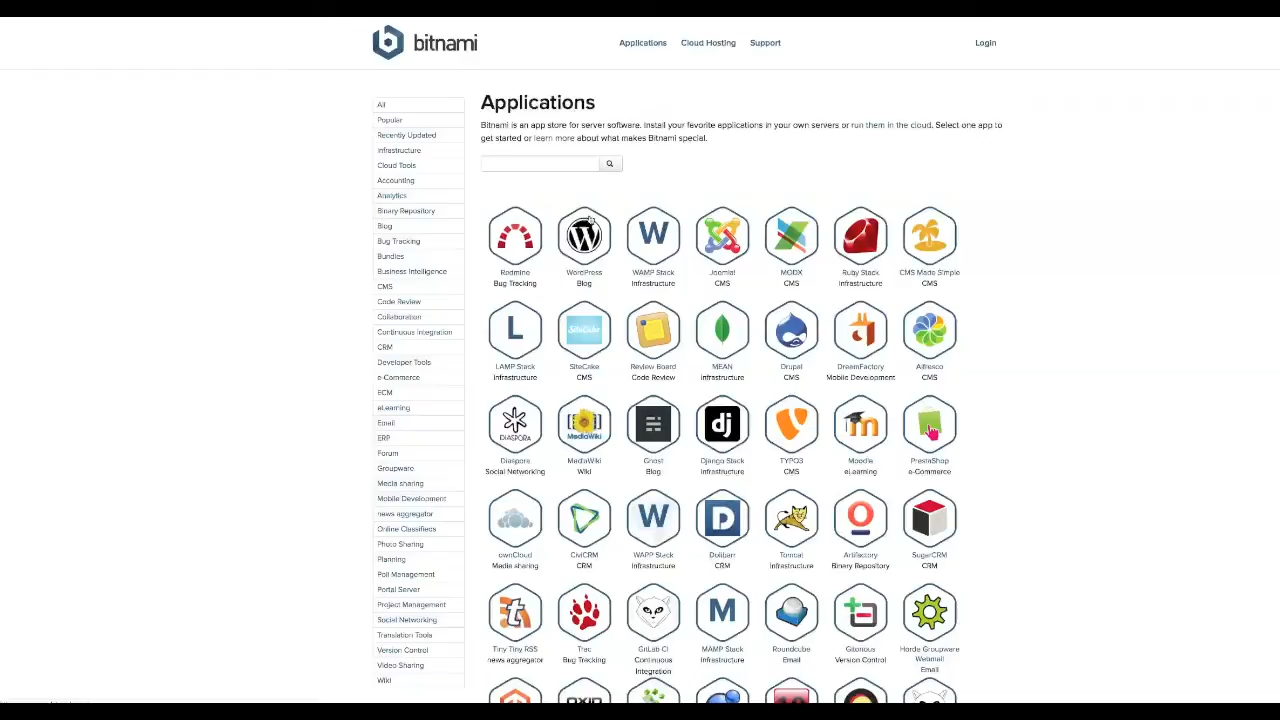 bitnami
Applications
Cloud Hosting
Support
Login
All
Popular
Recently Updated
Infrastructure
Cloud Tools
Accounting
Analytics
Binary Repository
Blog
Bug Tracking
Bundles
Business Intelligence
CMS
Code Review
Collaboration
Continuous Integration
CRM
Developer Tools
e-Commerce
ECM
eLearning
Email
ERP
Forum
Groupware
Media sharing
Mobile Development
news aggregator
Online Classifieds
Photo Sharing
Planning
Poll Management
Portal Server
Project Management
Social Networking
Translation Tools
Version Control
Video Sharing
Wiki
Applications
Bitnami is an app store for server software. Install your favorite applications in your own servers or run them in the cloud. Select one app to
get started or learn more about what makes Bitnami special.
Redmine
Bug Tracking
WordPress
Blog
W
WAMP Stack
Infrastructure
Joomla!
CMS
MODX
CMS
Ruby Stack
Infrastructure
CMS Made Simple
CMS
L
LAMP Stack
Infrastructure
SiteCake
SiteCake
CMS
Review Board
Code Review
MEAN
Infrastructure
Drupal
CMS
DreamFactory
Mobile Development
Alfresco
CMS
DIASPORA
Diaspora
Social Networking
MediaWiki
MediaWiki
Wiki
Ghost
Blog
dj
Django Stack
Infrastructure
TYPO3
CMS
m
Moodle
eLearning
PrestaShop
e-Commerce
ownCloud
Media sharing
CiviCRM
CRM
W
WAPP Stack
Infrastructure
D
Dolibarr
CRM
Tomcat
Infrastructure
Artifactory
Binary Repository
SugarCRM
CRM
Tiny Tiny RSS
news aggregator
Trac
Bug Tracking
GitLab CI
Continuous
Integration
M
MAMP Stack
Infrastructure
Roundcube
Email
Gitorious
Version Control
Horde Groupware
Webmail
Email